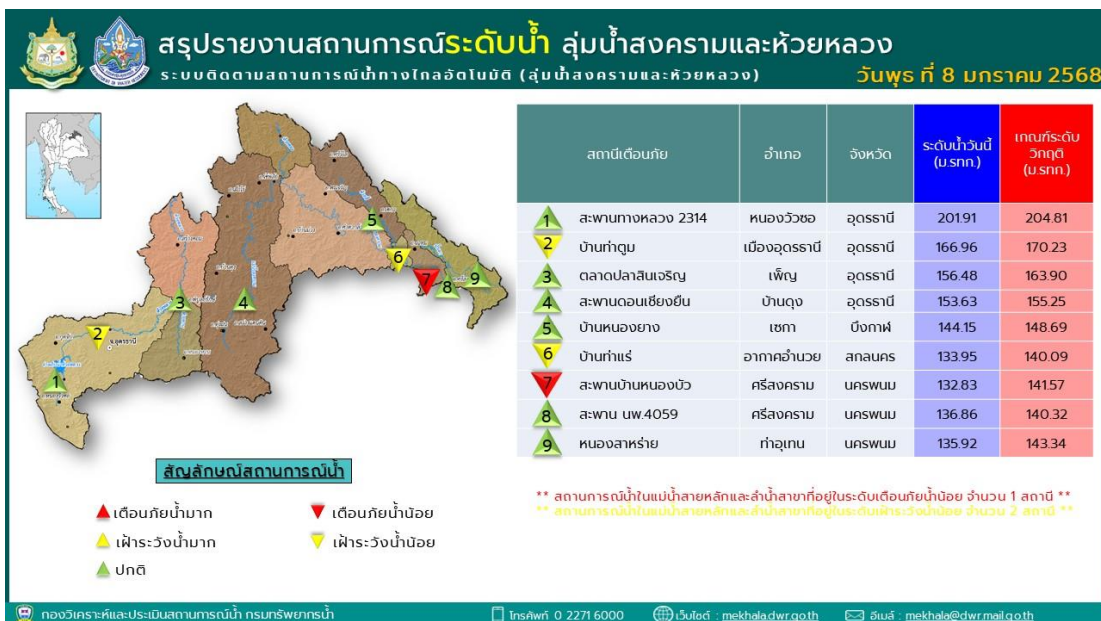 สรุปรายงานสถานการณ์ระดับน้ำ ลุ่มน้ำสงครามและห้วยหลวง
ระบบติดตามสถานการณ์น้ำทางไกลอัตโนมัติ (ลุ่มน้ำสงครามและห้วยหลวง)
วันพุธ ที่ 8 มกราคม 2568
สถานีเตือนภัย อำเภอ จังหวัด ระดับน้ำวันนี้ (ม.รทก.) เกณฑ์ระดับวิกฤติ (ม.รทก.)
1 สะพานทางหลวง 2314 หนองวัวซอ อุดรธานี 201.91 204.81
2 บ้านท่าตูม เมืองอุดรธานี อุดรธานี 166.96 170.23
3 ตลาดปลาสินเจริญ เพ็ญ อุดรธานี 156.48 163.90
4 สะพานดอนเซียงยืน บ้านดุง อุดรธานี 153.63 155.25
5 บ้านหนองยาง เซกา บึงกาฬ 144.15 148.69
6 บ้านท่าแร่ อากาศอำนวย สกลนคร 133.95 140.09
7 สะพานบ้านหนองบัว ศรีสงคราม นครพนม 132.83 141.57
8 สะพาน นพ.4059 ศรีสงคราม นครพนม 136.86 140.32
9 หนองสาหร่าย ท่าอุเทน นครพนม 135.92 143.34
5
6
7
8
9
3
4
2
1
สัญลักษณ์สถานการณ์น้ำ
เตือนภัยน้ำมาก เตือนภัยน้ำน้อย
เฝ้าระวังน้ำมาก เฝ้าระวังน้ำน้อย
ปกติ
** สถานการณ์น้ำในแม่น้ำสายหลักและลำน้ำสาขาที่อยู่ในระดับเตือนภัยน้ำน้อย จำนวน 1 สถานี **
** สถานการณ์น้ำในแม่น้ำสายหลักและลำน้ำสาขาที่อยู่ในระดับเฝ้าระวังน้ำน้อย จำนวน 2 สถานี **
กองวิเคราะห์และประเมินสถานการณ์น้ำ กรมทรัพยากรน้ำ โทรศัพท์ 0 2271 6000 เว็บไซต์ : mekhala.dwr.go.th อีเมล์ : mekhala@dwr.mail.go.th